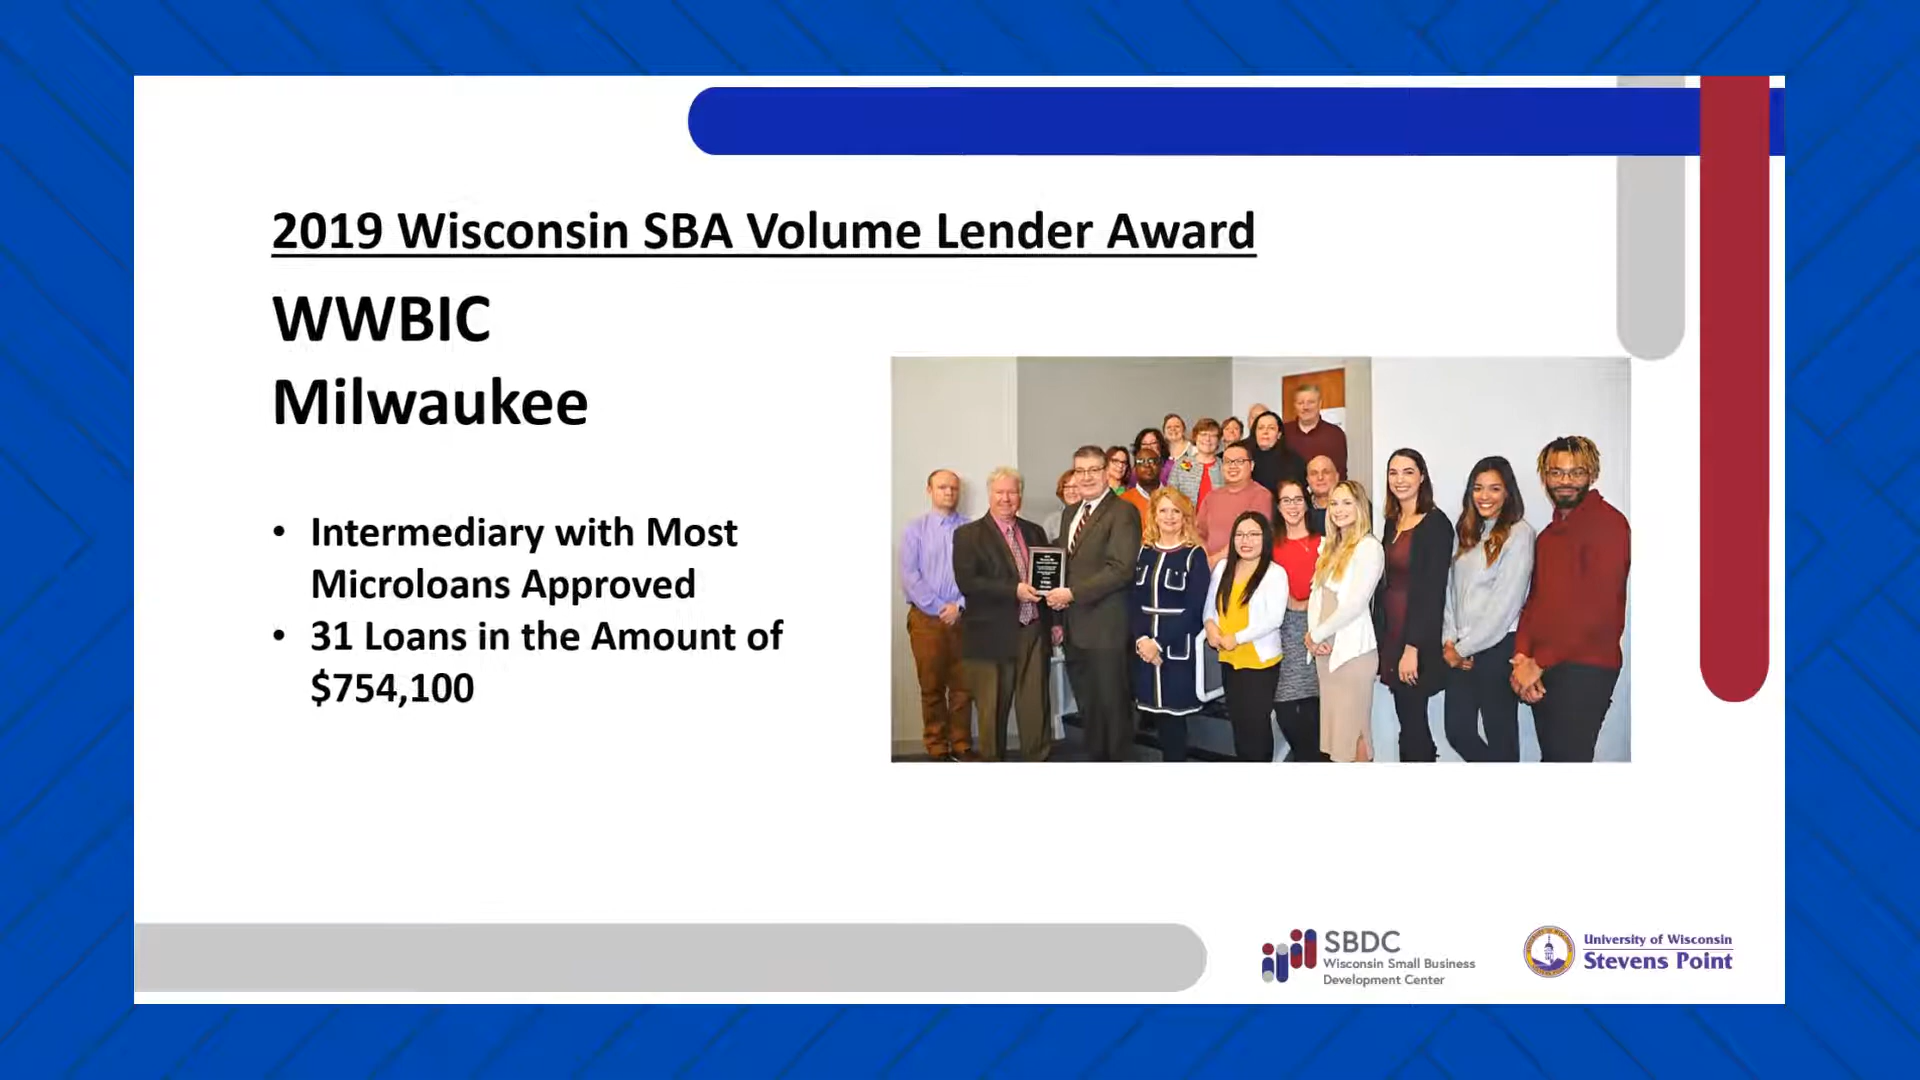 2019 Wisconsin SBA Volume Lender Award
WWBIC
Milwaukee
• Intermediary with Most
Microloans Approved
• 31 Loans in the Amount of
$754,100
SBDC
Wisconsin Small Business
Development Center
University of Wisconsin
Stevens Point